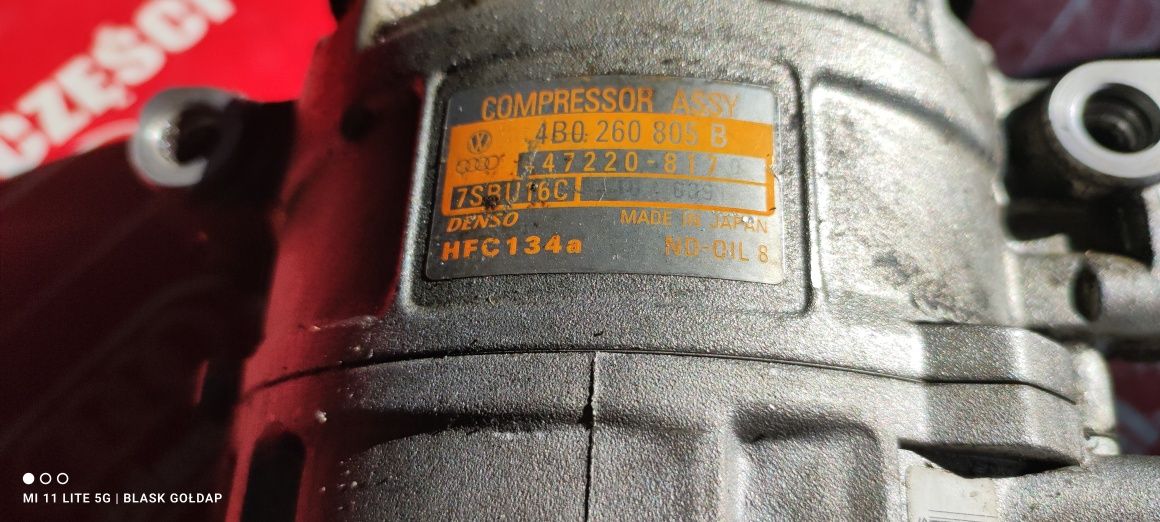 CZĘŚCI
COMPRESSOR ASSY
4B0 260 805 B
47220-817
7SBU16C
DENSO MADE IN JAPAN
HFC134a ND-OIL 8
MI 11 LITE 5G | BLASK GOŁDAP